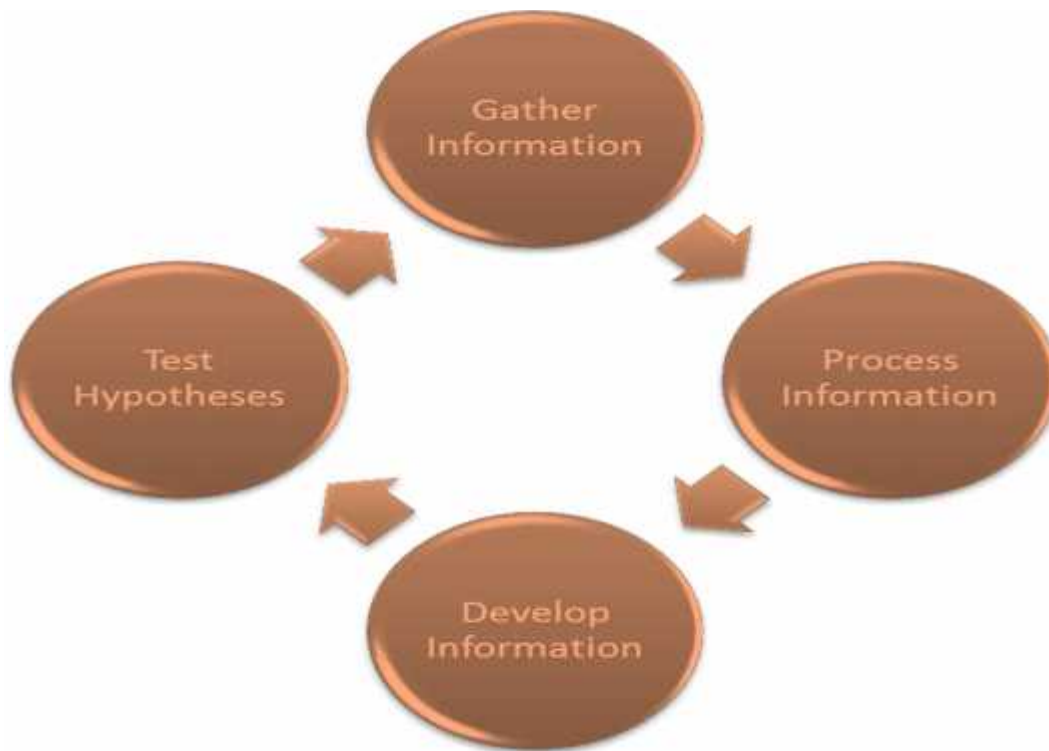 Gather
Information
Process
Information
Develop
Information
Test
Hypotheses